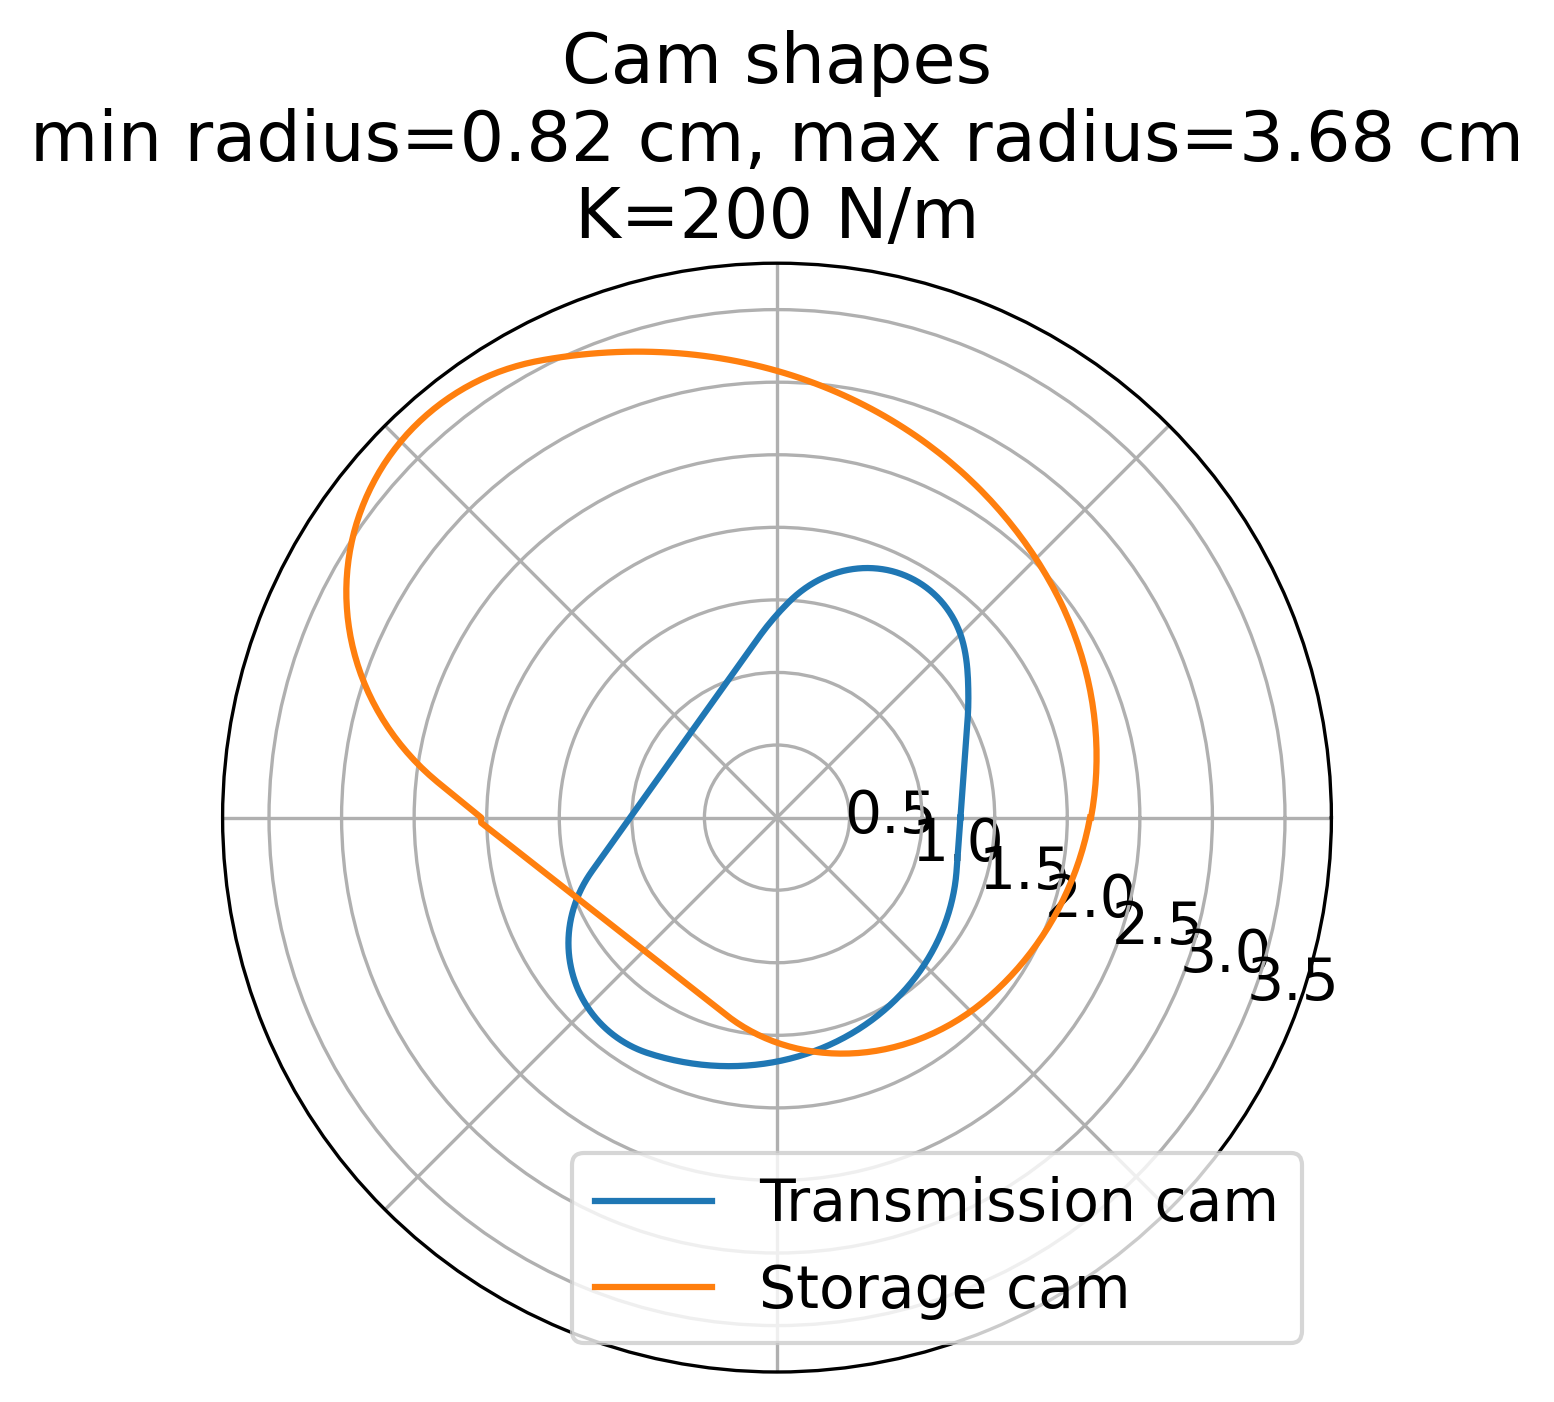 Cam shapes
min radius=0.82 cm, max radius=3.68 cm
K=200 N/m
0.5
1.0
1.5
2.0
2.5
3.0
3.5
Transmission cam
Storage cam